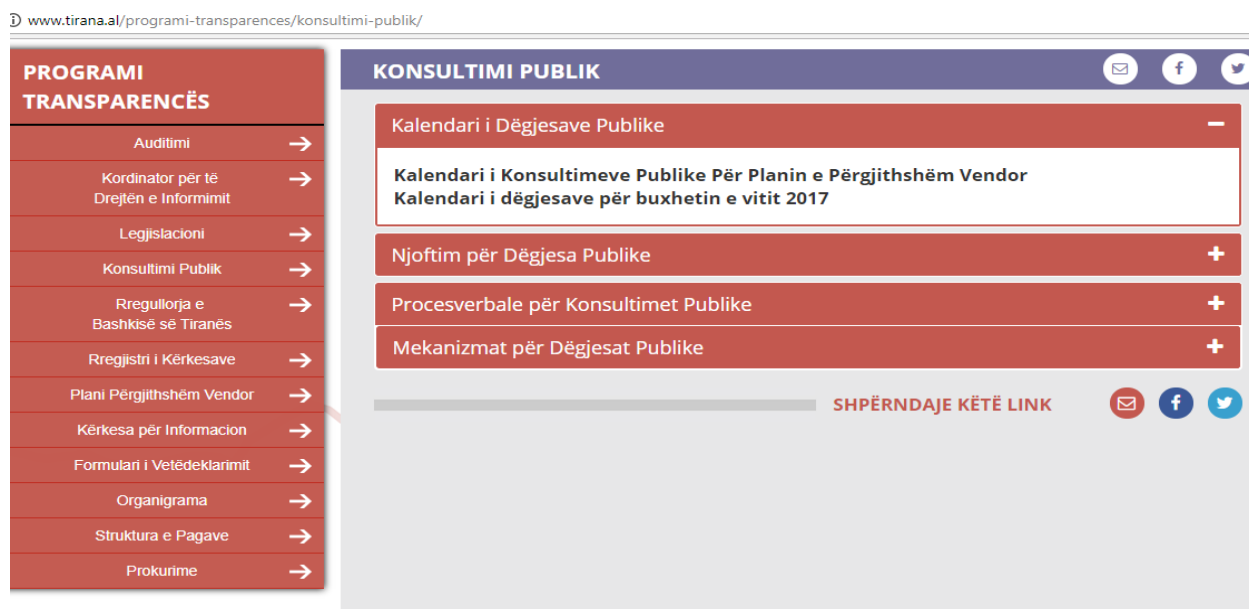 www.tirana.al/programi-transparences/konsultimi-publik/
PROGRAMI
TRANSPARENCËS
Auditimi
Kordinator për të
Drejtën e Informimit
Legjislacioni
Konsultimi Publik
Rregullorja e
Bashkisë së Tiranës
Rregjistri i Kërkesave
Plani Përgjithshëm Vendor
Kërkesa për Informacion
Formulari i Vetëdeklarimit
Organigrama
Struktura e Pagave
Prokurime
KONSULTIMI PUBLIK
Kalendari i Dëgjesave Publike
Kalendari i Konsultimeve Publike Për Planin e Përgjithshëm Vendor
Kalendari i dëgjesave për buxhetin e vitit 2017
Njoftim për Dëgjesa Publike
Procesverbale për Konsultimet Publike
Mekanizmat për Dëgjesat Publike
SHPËRNDAJE KËTË LINK